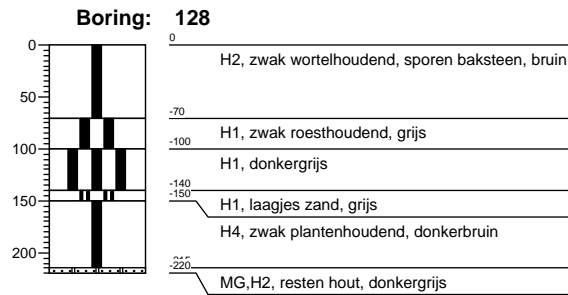 Boring: 128
0
0
H2, zwak wortelhoudend, sporen baksteen, bruin
50
-70
H1, zwak roesthoudend, grijs
100
-100
H1, donkergrijs
-140
150
-150
H1, laagjes zand, grijs
H4, zwak plantenhoudend, donkerbruin
200
-220
MG,H2, resten hout, donkergrijs